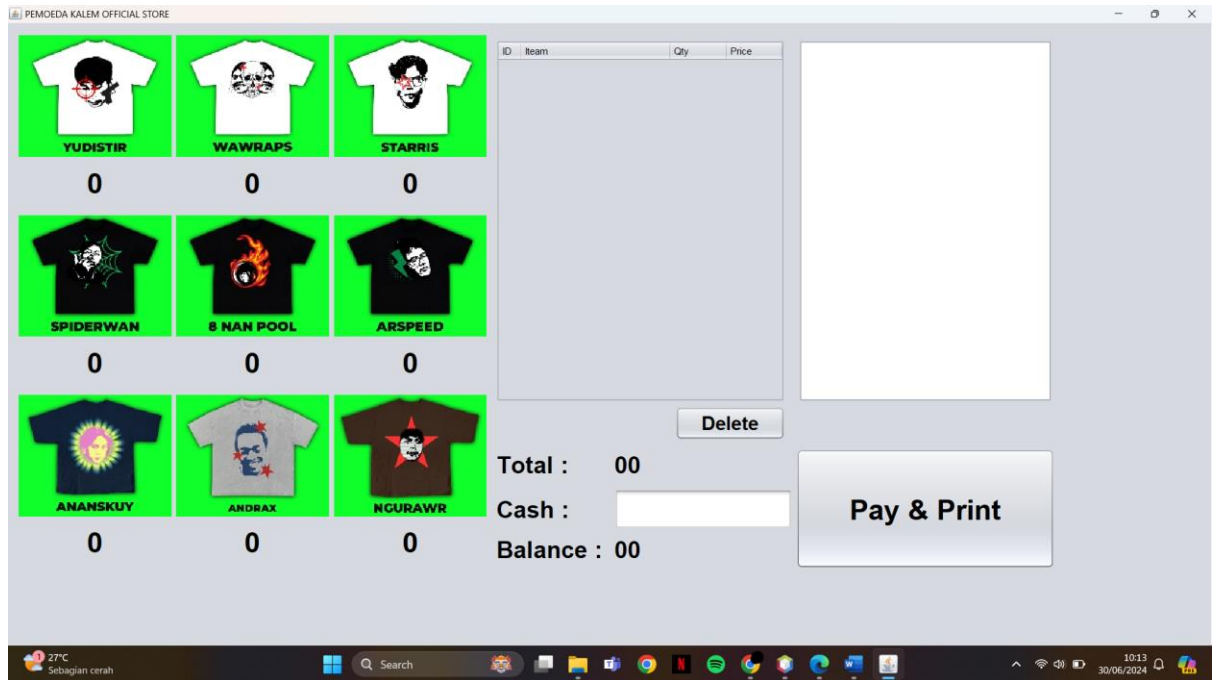 PEMOEDA KALEM OFFICIAL STORE
YUDISTIR WAWRAPS STARRIS
0 0 0
SPIDERWAN 8 NAN POOL ARSPEED
0 0 0
ANANSKUY ANDRAX NGURAWR
0 0 0
ID Iteam Qty Price
Delete
Total : 00
Cash :
Balance : 00
Pay & Print
1
27°C
Sebagian cerah
Search
10:13
30/06/2024